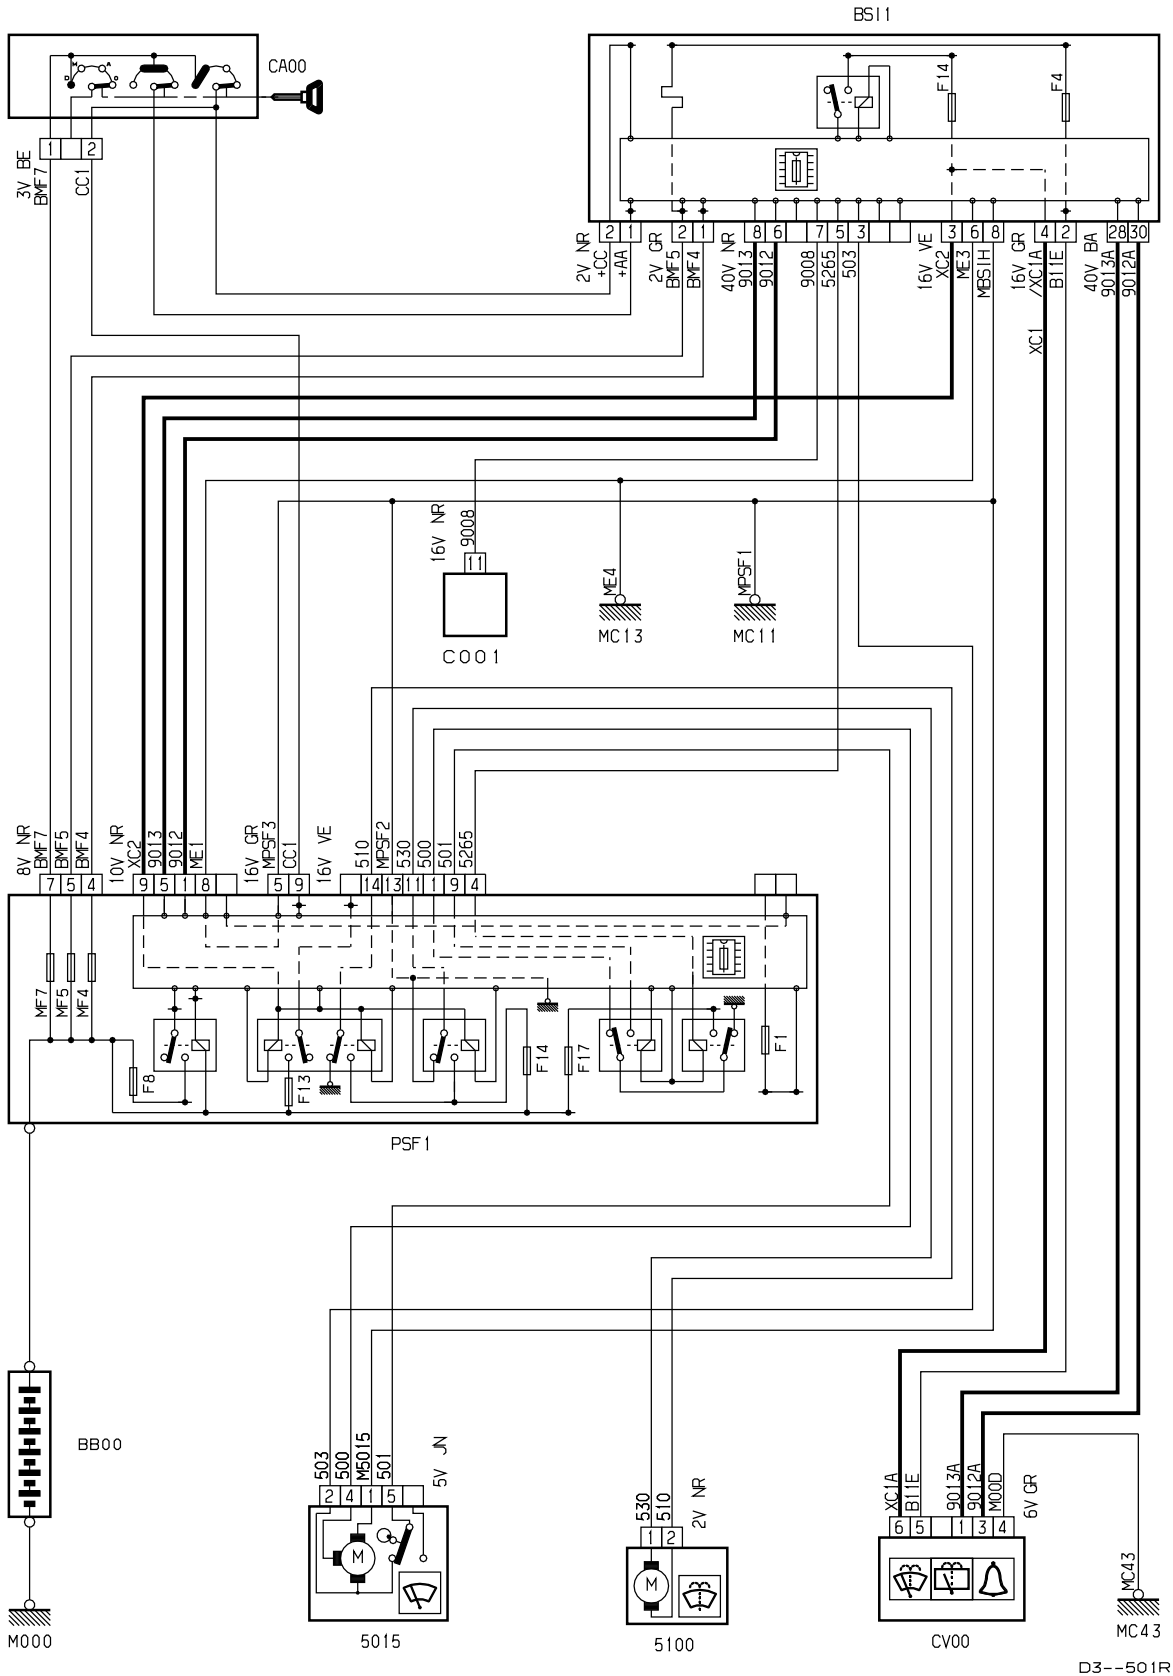 BSI1
CA00
M A
D O
F14
F4
1 2
3V BE
BMF7
CC1
2 1 2 1 8 6 7 5 3 3 6 8 4 2 28 30
2V NR
+CC
+AA
2V GR
BMF5
BMF4
40V NR
9013
9012
9008
5265
503
16V VE
XC2
ME3
MBSIH
16V GR
/XC1A
B11E
40V BA
9013A
9012A
XC1
16V NR
9008
11
C001
ME4
MC13
MPSF1
MC11
8V NR
BMF7
BMF5
BMF4
10V NR
XC2
9013
9012
ME1
16V GR
MPSF3
CC1
16V VE
510
MPSF2
530
500
501
5265
7 5 4 9 5 1 8 5 9 14 13 11 1 9 4
MF7
MF5
MF4
F8
F13
F14
F17
F1
PSF1
BB00
M000
503
500
M5015
501
5V JN
2 4 1 5
M
5015
530
510
2V NR
1 2
M
5100
XC1A
B11E
9013A
9012A
M00D
6V GR
6 5 1 3 4
CV00
MC43
MC43
D3--501R